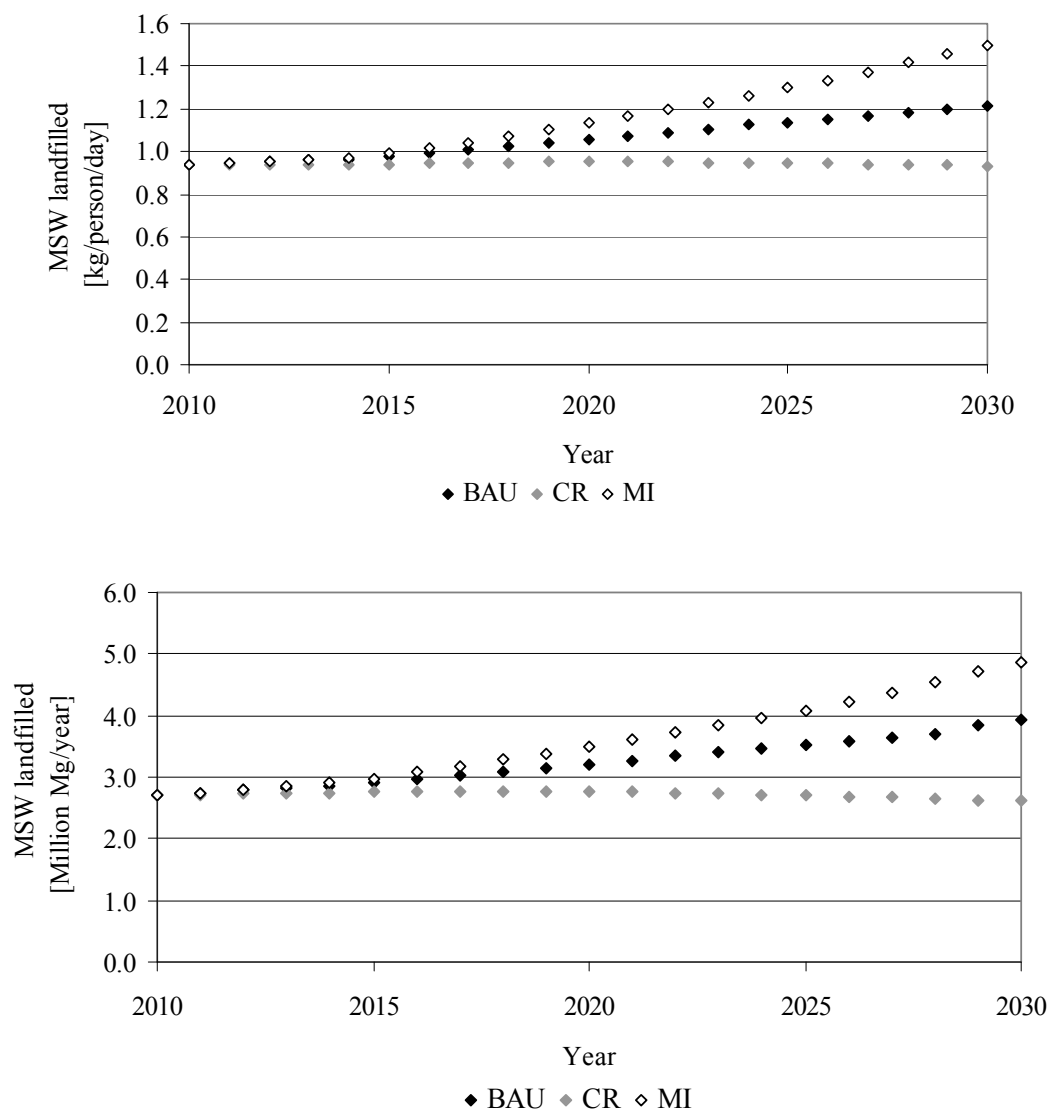 1.6
1.4
1.2
1.0
0.8
0.6
0.4
0.2
0.0
MSW landfilled
[kg/person/day]
2010 2015 2020 2025 2030
Year
BAU CR MI
6.0
5.0
4.0
3.0
2.0
1.0
0.0
MSW landfilled
[Million Mg/year]
2010 2015 2020 2025 2030
Year
BAU CR MI